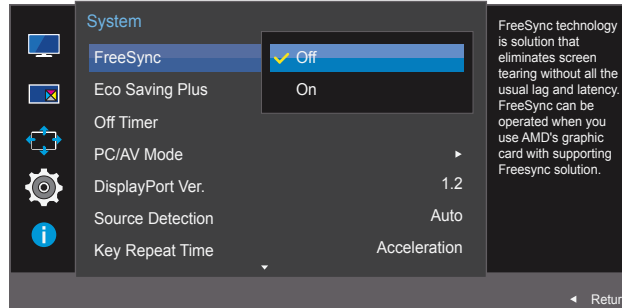 System
FreeSync
Off
On
Eco Saving Plus
Off Timer
PC/AV Mode
DisplayPort Ver.
1.2
Source Detection
Auto
Key Repeat Time
Acceleration
FreeSync technology
is solution that
eliminates screen
tearing without all the
usual lag and latency.
FreeSync can be
operated when you
use AMD's graphic
card with supporting
Freesync solution.
Retur